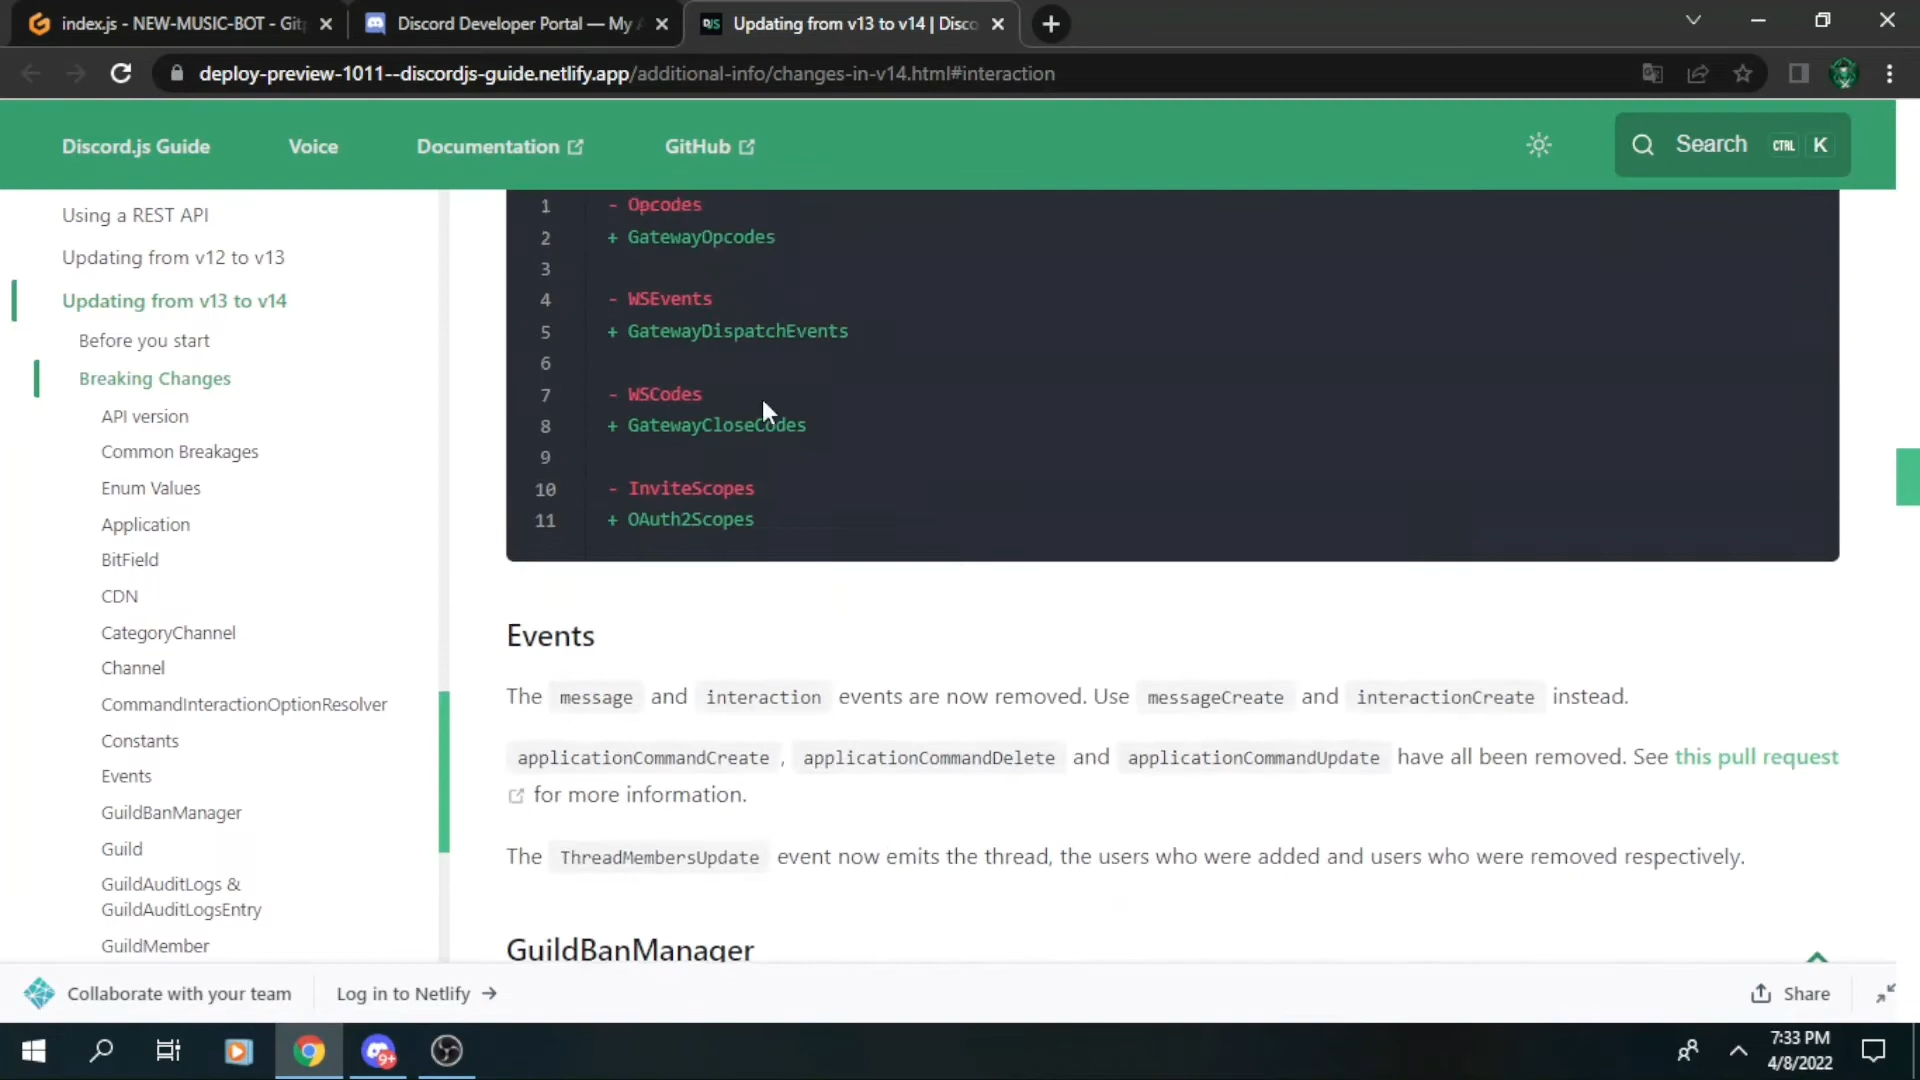 index.js - NEW-MUSIC-BOT - Git
Discord Developer Portal — My A
Updating from v13 to v14 | Disco
deploy-preview-1011--discordjs-guide.netlify.app/additional-info/changes-in-v14.html#interaction
Discord.js Guide
Voice
Documentation
GitHub
Search CTRL K
Using a REST API
Updating from v12 to v13
Updating from v13 to v14
Before you start
Breaking Changes
API version
Common Breakages
Enum Values
Application
BitField
CDN
CategoryChannel
Channel
CommandInteractionOptionResolver
Constants
Events
GuildBanManager
Guild
GuildAuditLogs &
GuildAuditLogsEntry
GuildMember
1 - Opcodes
2 + GatewayOpcodes
3
4 - WSEvents
5 + GatewayDispatchEvents
6
7 - WSCodes
8 + GatewayCloseCodes
9
10 - InviteScopes
11 + OAuth2Scopes
Events
The message and interaction events are now removed. Use messageCreate and interactionCreate instead.
applicationCommandCreate , applicationCommandDelete and applicationCommandUpdate have all been removed. See this pull request
for more information.
The ThreadMembersUpdate event now emits the thread, the users who were added and users who were removed respectively.
GuildBanManager
Collaborate with your team
Log in to Netlify →
Share
9+
7:33 PM
4/8/2022